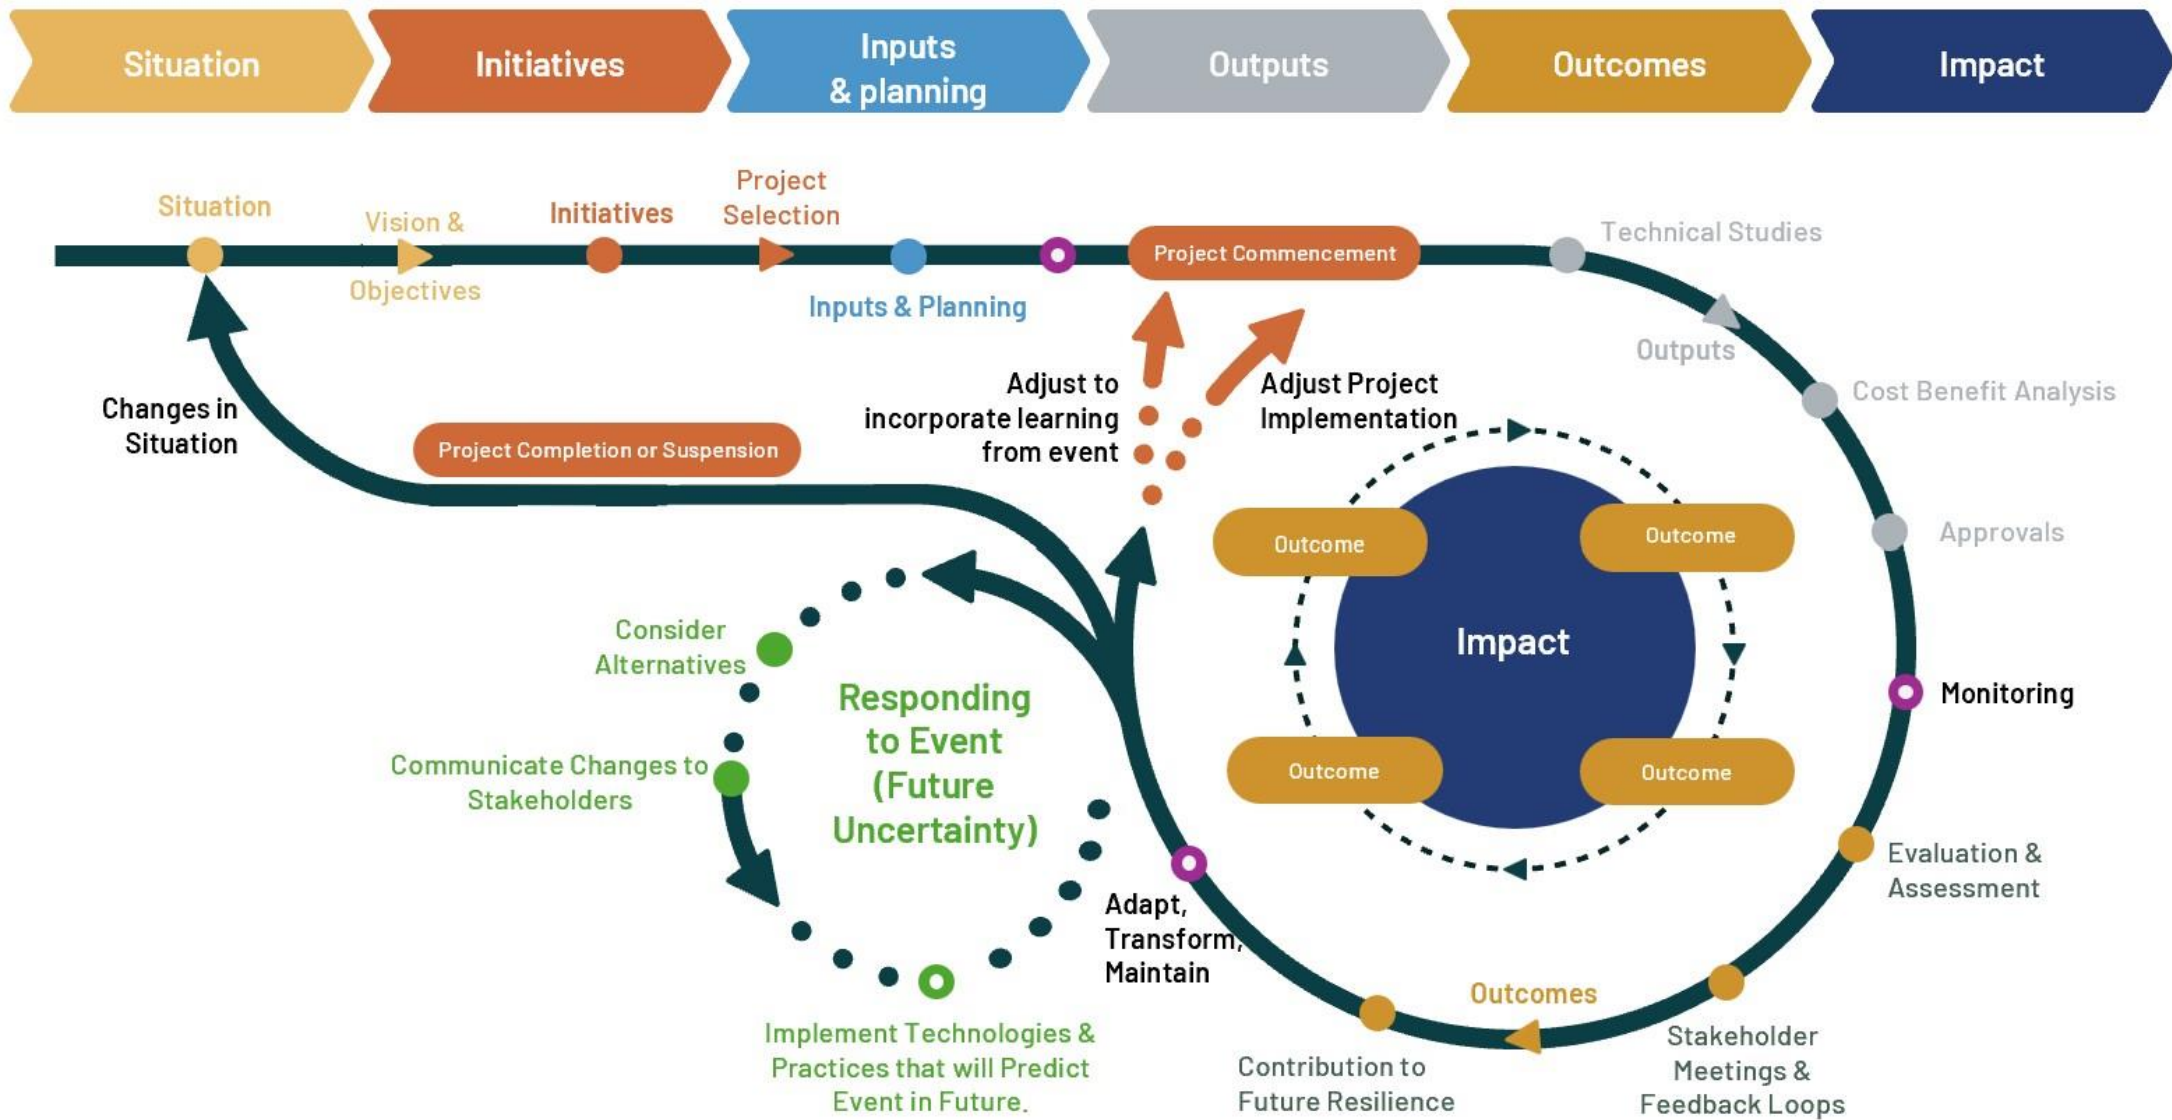 Situation
Initiatives
Inputs
& planning
Outputs
Outcomes
Impact
Situation
Vision &
Objectives
Initiatives
Project
Selection
Inputs & Planning
Project Commencement
Technical Studies
Outputs
Cost Benefit Analysis
Approvals
Monitoring
Evaluation &
Assessment
Stakeholder
Meetings &
Feedback Loops
Outcomes
Contribution to
Future Resilience
Adapt,
Transform,
Maintain
Adjust to
incorporate learning
from event
Adjust Project
Implementation
Outcome
Outcome
Impact
Outcome
Outcome
Changes in
Situation
Project Completion or Suspension
Consider
Alternatives
Communicate Changes to
Stakeholders
Responding
to Event
(Future
Uncertainty)
Implement Technologies &
Practices that will Predict
Event in Future.